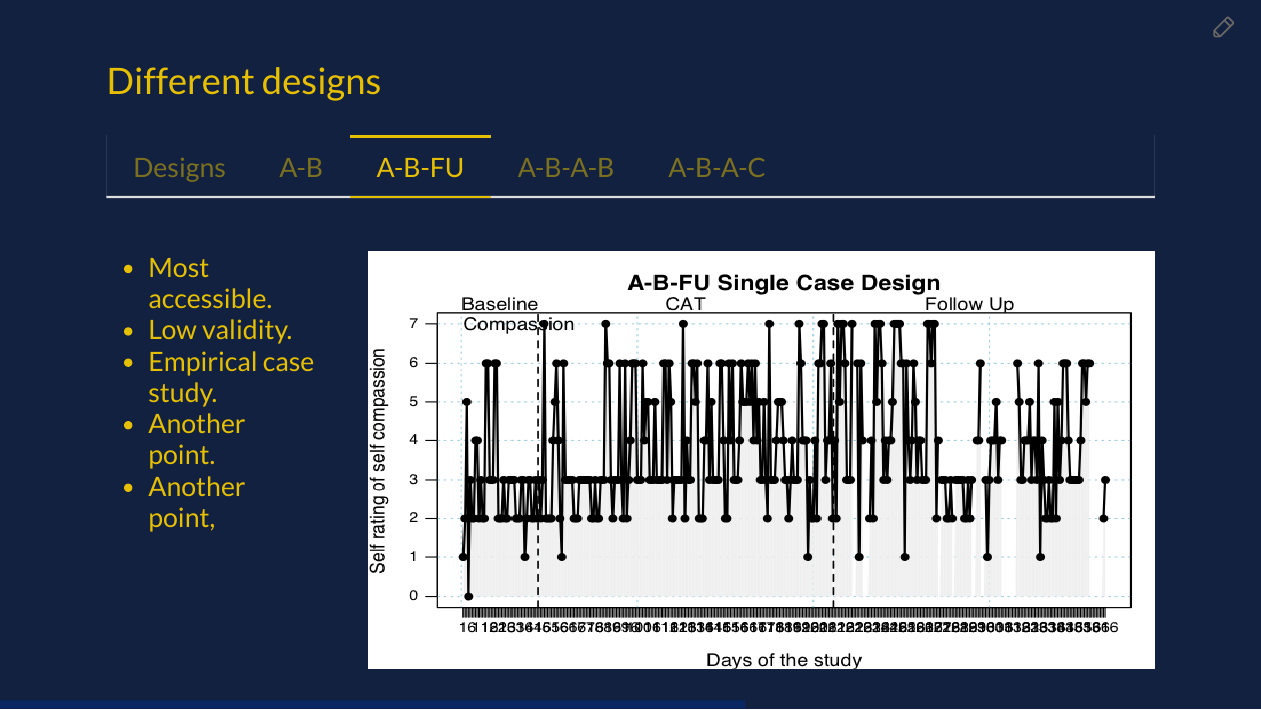 Different designs
Designs A-B A-B-FU A-B-A-B A-B-A-C
Most
accessible.
Low validity.
Empirical case
study.
Another
point.
Another
point,
A-B-FU Single Case Design
Baseline CAT Follow Up
Compassion
Self rating of self compassion
7
6
5
4
3
2
1
0
Days of the study